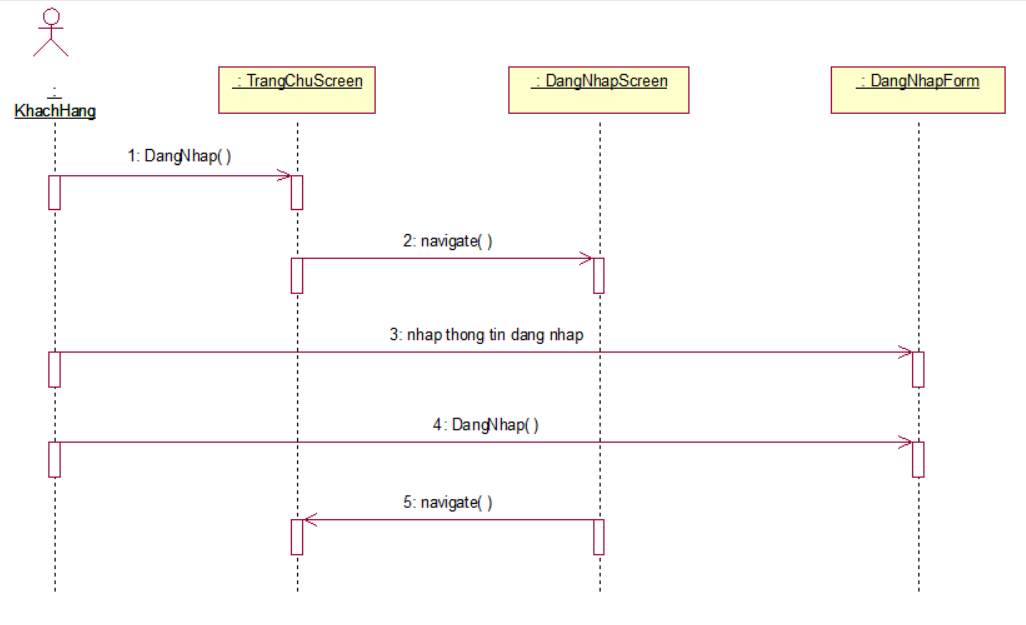 :
KhachHang
: TrangChuScreen
: DangNhapScreen
: DangNhapForm
1: DangNhap( )
2: navigate( )
3: nhap thong tin dang nhap
4: DangNhap( )
5: navigate( )